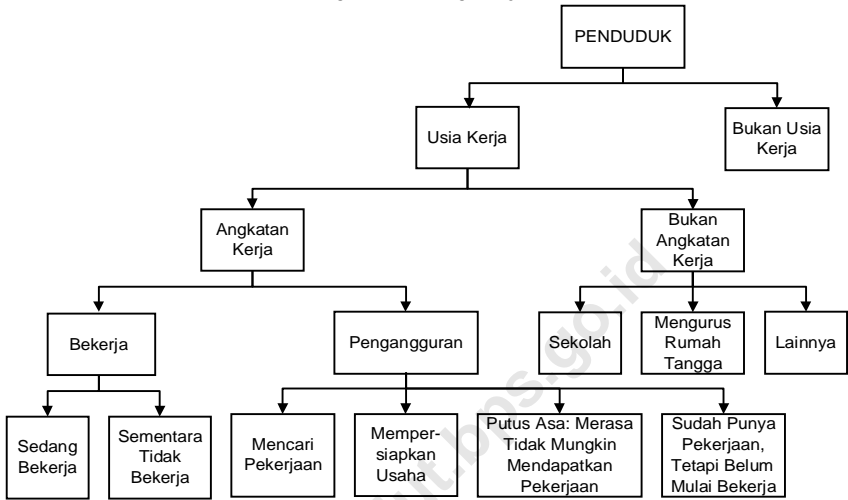 PENDUDUK
Usia Kerja
Bukan Usia
Kerja
Angkatan
Kerja
Bukan
Angkatan
Kerja
Bekerja
Pengangguran
Sekolah
Mengurus
Rumah
Tangga
Lainnya
Sedang
Bekerja
Sementara
Tidak
Bekerja
Mencari
Pekerjaan
Memper-
siapkan
Usaha
Putus Asa: Merasa
Tidak Mungkin
Mendapatkan
Pekerjaan
Sudah Punya
Pekerjaan,
Tetapi Belum
Mulai Bekerja